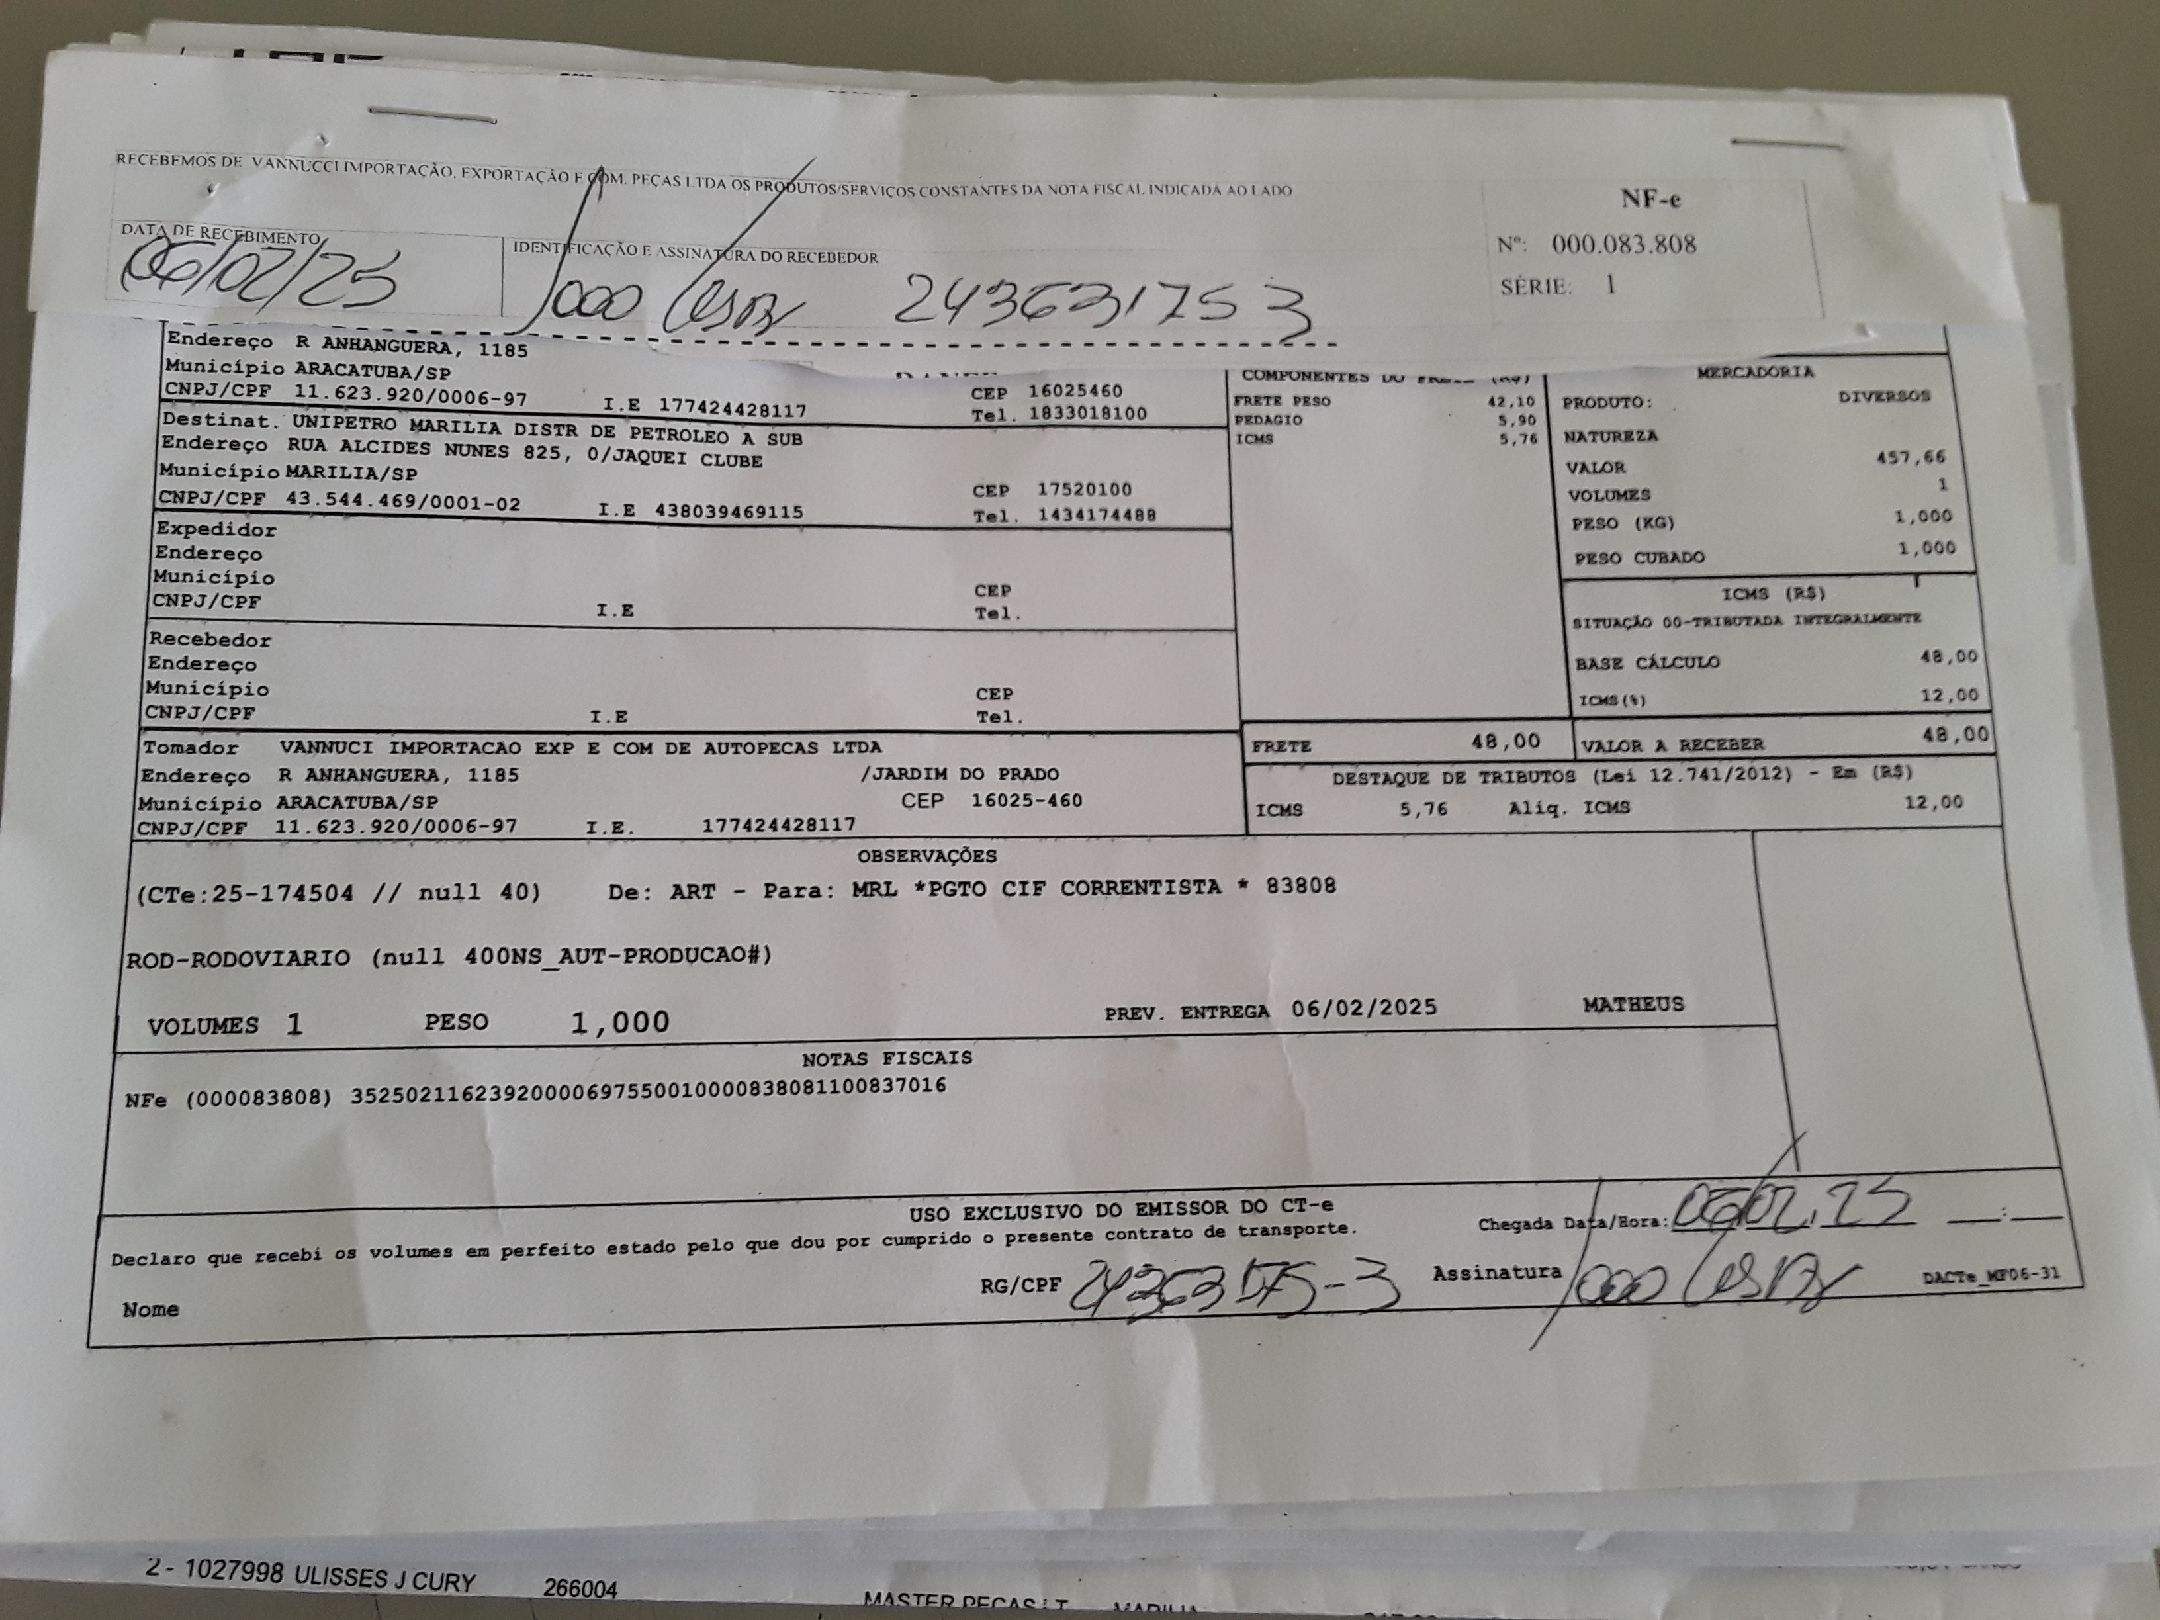 RECEBEMOS DE VANNUCCI IMPORTAÇÃO, EXPORTAÇÃO E COM. PEÇAS LTDA OS PRODUTOS/SERVIÇOS CONSTANTES DA NOTA FISCAL INDICADA AO LADO
NF-e
Nº: 000.083.808
SÉRIE: 1
DATA DE RECEBIMENTO
IDENTIFICAÇÃO E ASSINATURA DO RECEBEDOR
06/02/25
243631753
Endereço R ANHANGUERA, 1185
Município ARACATUBA/SP
CEP 16025460
CNPJ/CPF 11.623.920/0006-97 I.E 177424428117 Tel. 1833018100
Destinat. UNIPETRO MARILIA DISTR DE PETROLEO A SUB
Endereço RUA ALCIDES NUNES 825, 0/JAQUEI CLUBE
Município MARILIA/SP
CEP 17520100
CNPJ/CPF 43.544.469/0001-02 I.E 438039469115 Tel. 1434174488
Expedidor
Endereço
Município
CEP
CNPJ/CPF I.E Tel.
Recebedor
Endereço
Município
CEP
CNPJ/CPF I.E Tel.
Tomador VANNUCI IMPORTACAO EXP E COM DE AUTOPECAS LTDA
Endereço R ANHANGUERA, 1185 /JARDIM DO PRADO
Município ARACATUBA/SP CEP 16025-460
CNPJ/CPF 11.623.920/0006-97 I.E. 177424428117
COMPONENTES DO FRETE (R$)
FRETE PESO 42,10
PEDAGIO 5,90
ICMS 5,76
MERCADORIA
PRODUTO: DIVERSOS
NATUREZA
VALOR 457,66
VOLUMES 1
PESO (KG) 1,000
PESO CUBADO 1,000
ICMS (R$)
SITUAÇÃO 00-TRIBUTADA INTEGRALMENTE
BASE CÁLCULO 48,00
ICMS(%) 12,00
FRETE 48,00 VALOR A RECEBER 48,00
DESTAQUE DE TRIBUTOS (Lei 12.741/2012) - Em (R$)
ICMS 5,76 Aliq. ICMS 12,00
OBSERVAÇÕES
(CTe:25-174504 // null 40) De: ART - Para: MRL *PGTO CIF CORRENTISTA * 83808
ROD-RODOVIARIO (null 400NS_AUT-PRODUCAO#)
VOLUMES 1 PESO 1,000 PREV. ENTREGA 06/02/2025 MATHEUS
NOTAS FISCAIS
NFe (000083808) 35250211623920000697550010000838081100837016
USO EXCLUSIVO DO EMISSOR DO CT-e
Declaro que recebi os volumes em perfeito estado pelo que dou por cumprido o presente contrato de transporte.
Chegada Data/Hora: 06/02/25 __:__
Nome RG/CPF 24363175-3 Assinatura DACTe_MF06-31
2 - 1027998 ULISSES J CURY 266004 MASTER PECAS LT MARILIA